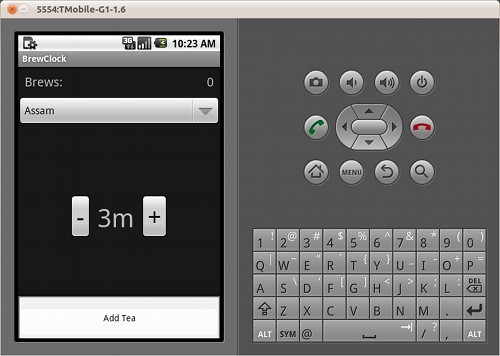 5554:TMobile-G1-1.6
3G 10:23 AM
BrewClock
Brews: 0
Assam
- 3m +
Add Tea
MENU
1 ! 2 @ 3 # 4 $ 5 % 6 ^ 7 & 8 * 9 ( 0 )
Q | W ~ E " R ` T { Y } U _ I - O + P =
A S \ D ' F [ G ] H < J > K ; L : DEL
Z X C V B N M .
ALT SYM @ / ? , ALT